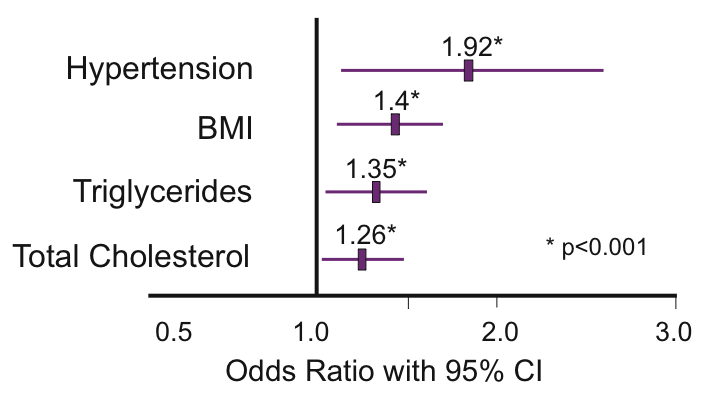 1.92*
Hypertension
1.4*
BMI
1.35*
Triglycerides
1.26*
Total Cholesterol
* p<0.001
0.5 1.0 2.0 3.0
Odds Ratio with 95% CI